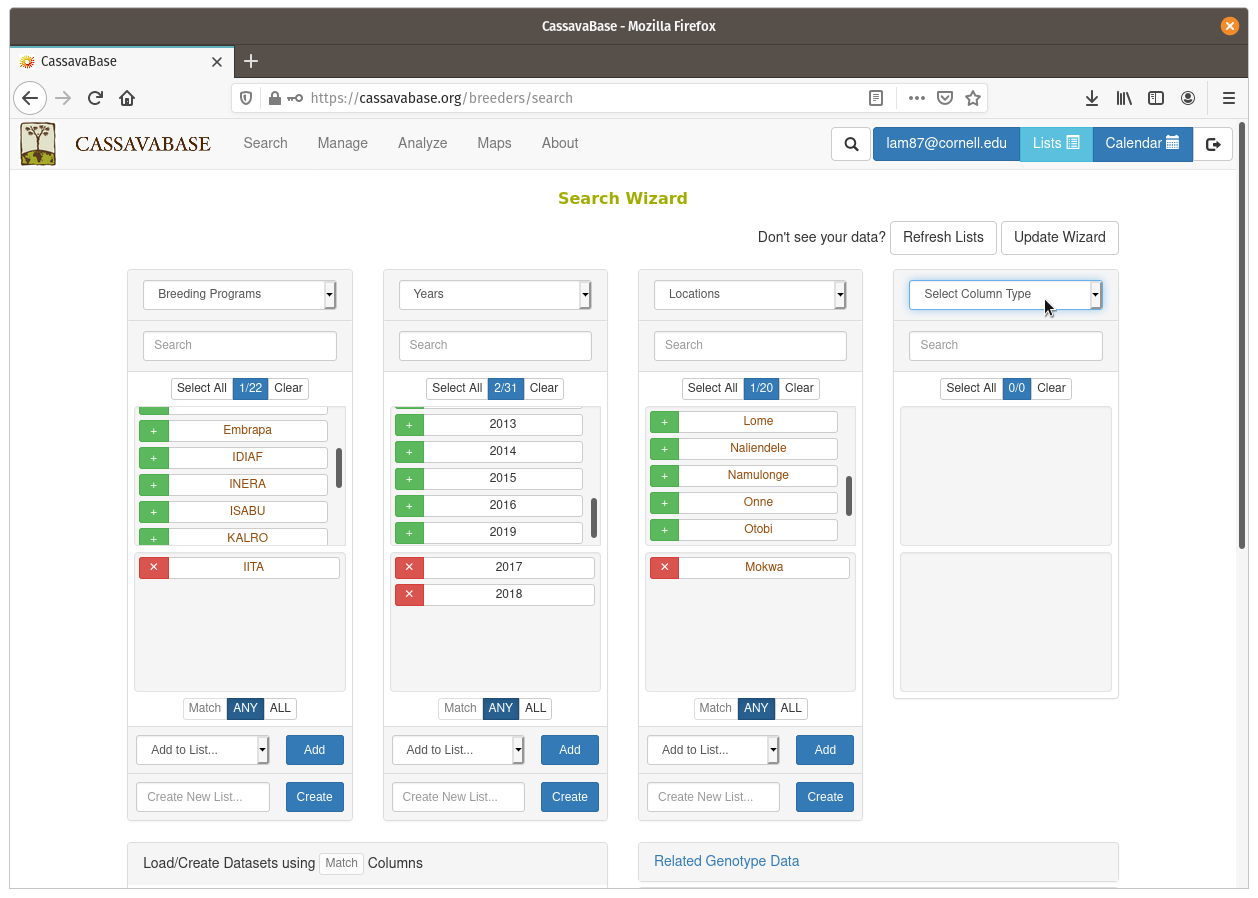 CassavaBase - Mozilla Firefox
CassavaBase
https://cassavabase.org/breeders/search
CASSAVABASE Search Manage Analyze Maps About lam87@cornell.edu Lists Calendar
Search Wizard
Don't see your data? Refresh Lists Update Wizard
Breeding Programs Years Locations Select Column Type
Search Search Search Search
Select All 1/22 Clear Select All 2/31 Clear Select All 1/20 Clear Select All 0/0 Clear
+ Embrapa + 2013 + Lome
+ IDIAF + 2014 + Naliendele
+ INERA + 2015 + Namulonge
+ ISABU + 2016 + Onne
+ KALRO + 2019 + Otobi
× IITA × 2017 × Mokwa
× 2018
Match ANY ALL Match ANY ALL Match ANY ALL
Add to List... Add Add to List... Add Add to List... Add
Create New List... Create Create New List... Create Create New List... Create
Load/Create Datasets using Match Columns Related Genotype Data